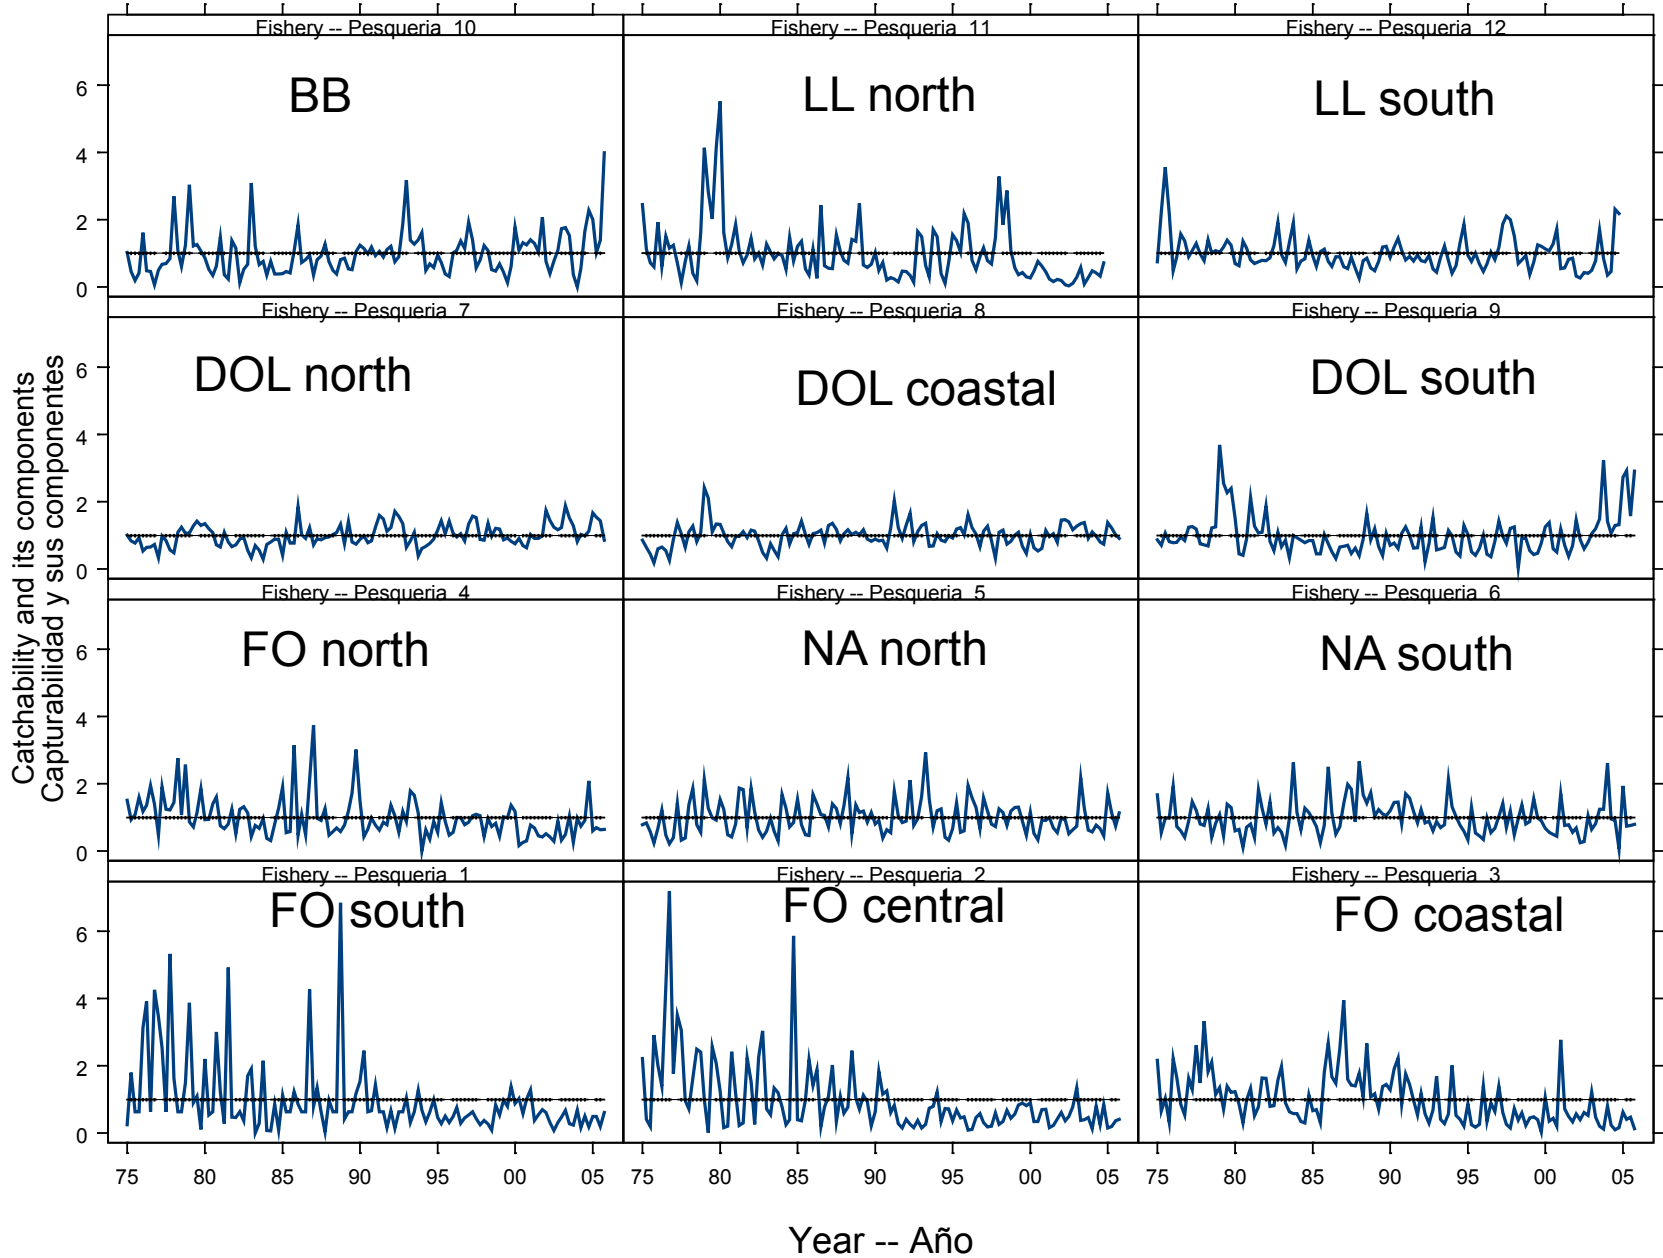 Fishery -- Pesqueria 10
Fishery -- Pesqueria 11
Fishery -- Pesqueria 12
BB
LL north
LL south
6
4
2
0
Fishery -- Pesqueria 7
Fishery -- Pesqueria 8
Fishery -- Pesqueria 9
DOL north
DOL coastal
DOL south
6
4
2
0
Fishery -- Pesqueria 4
Fishery -- Pesqueria 5
Fishery -- Pesqueria 6
FO north
NA north
NA south
6
4
2
0
Fishery -- Pesqueria 1
Fishery -- Pesqueria 2
Fishery -- Pesqueria 3
FO south
FO central
FO coastal
6
4
2
0
75 80 85 90 95 00 05
75 80 85 90 95 00 05
75 80 85 90 95 00 05
Catchability and its components
Capturabilidad y sus componentes
Year -- Año